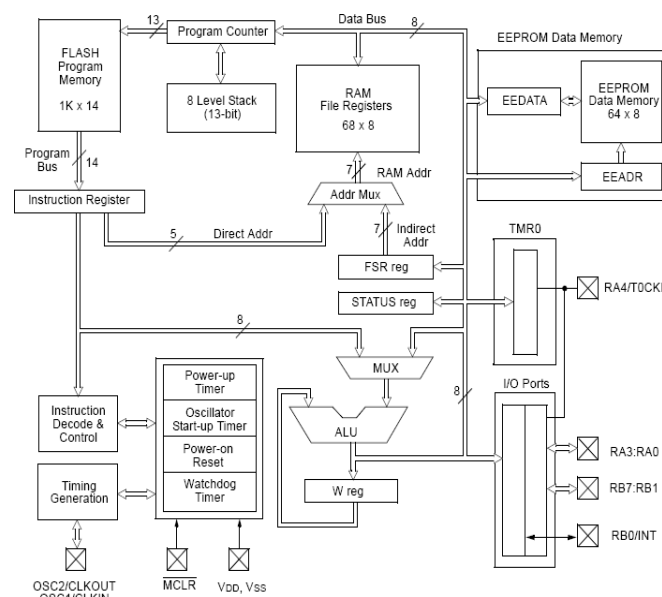 13
Program Counter
Data Bus
8
EEPROM Data Memory
FLASH
Program
Memory
1K x 14
8 Level Stack
(13-bit)
RAM
File Registers
68 x 8
EEDATA
EEPROM
Data Memory
64 x 8
EEADR
Program
Bus
14
7
RAM Addr
Instruction Register
Addr Mux
5
Direct Addr
7
Indirect
Addr
TMR0
FSR reg
RA4/T0CKI
STATUS reg
8
MUX
8
I/O Ports
Power-up
Timer
Instruction
Decode &
Control
Oscillator
Start-up Timer
ALU
Power-on
Reset
RA3:RA0
Timing
Generation
Watchdog
Timer
W reg
RB7:RB1
RB0/INT
OSC2/CLKOUT
OSC1/CLKIN
MCLR
VDD, VSS